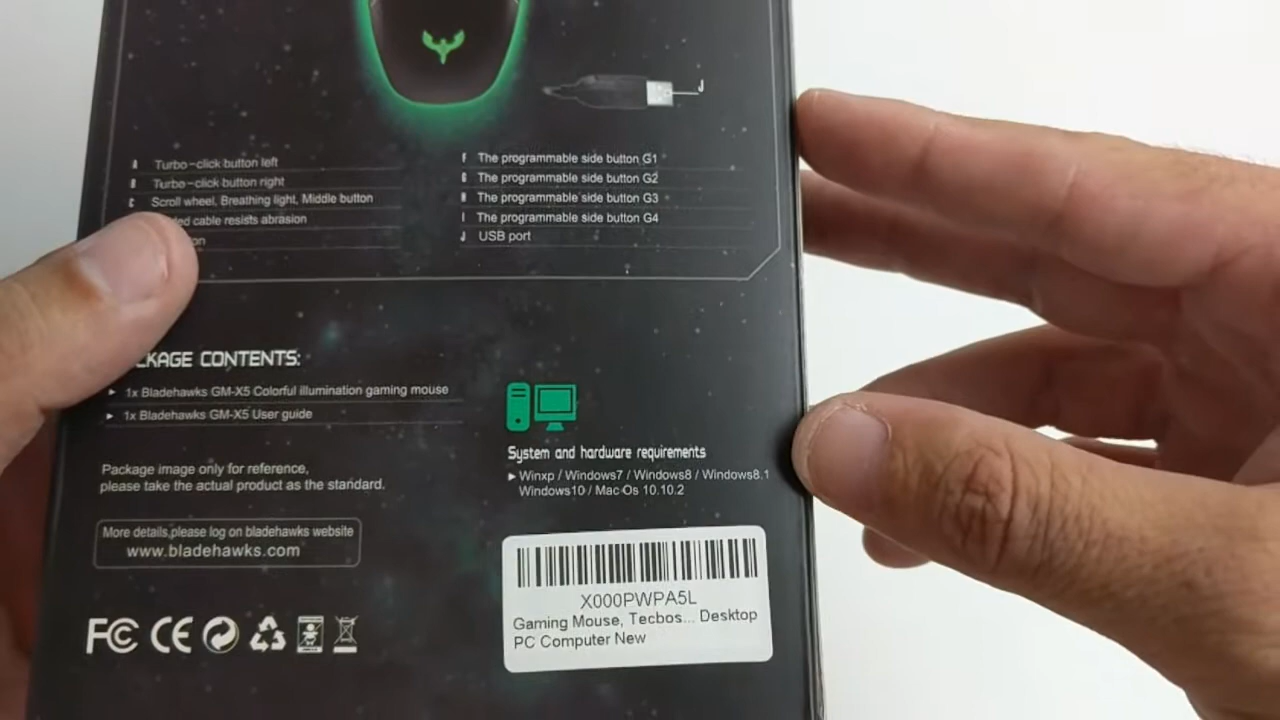 J
A Turbo-click button left
B Turbo-click button right
C Scroll wheel, Breathing light, Middle button
cable resists abrasion
F The programmable side button G1
G The programmable side button G2
H The programmable side button G3
I The programmable side button G4
J USB port
CONTENTS:
1x Bladehawks GM-X5 Colorful illumination gaming mouse
1x Bladehawks GM-X5 User guide
Package image only for reference,
please take the actual product as the standard.
More details,please log on bladehawks website
www.bladehawks.com
FC CE
System and hardware requirements
Winxp / Windows7 / Windows8 / Windows8.1
Windows10 / Mac Os 10.10.2
X000PWPA5L
Gaming Mouse, Tecbos... Desktop
PC Computer New